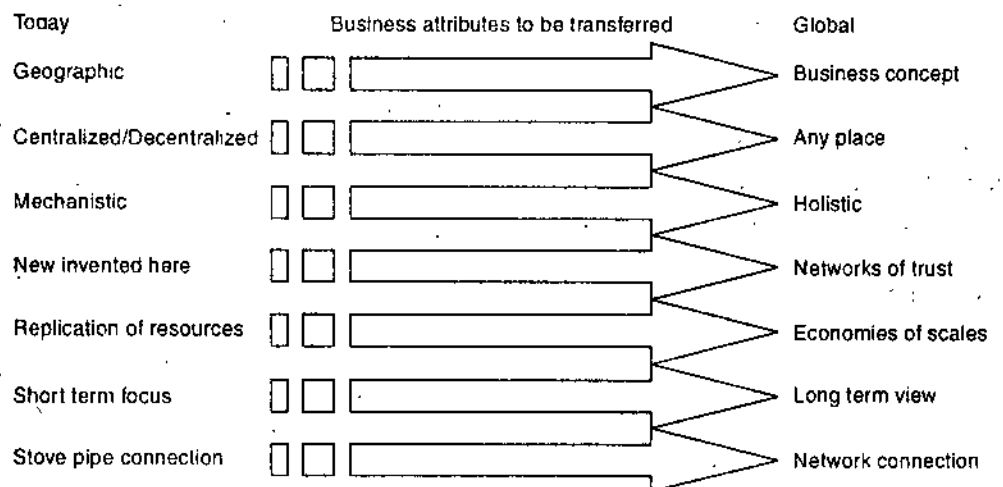 Today Business attributes to be transferred Global
Geographic Business concept
Centralized/Decentralized Any place
Mechanistic Holistic
New invented here Networks of trust
Replication of resources Economies of scales
Short term focus Long term view
Stove pipe connection Network connection